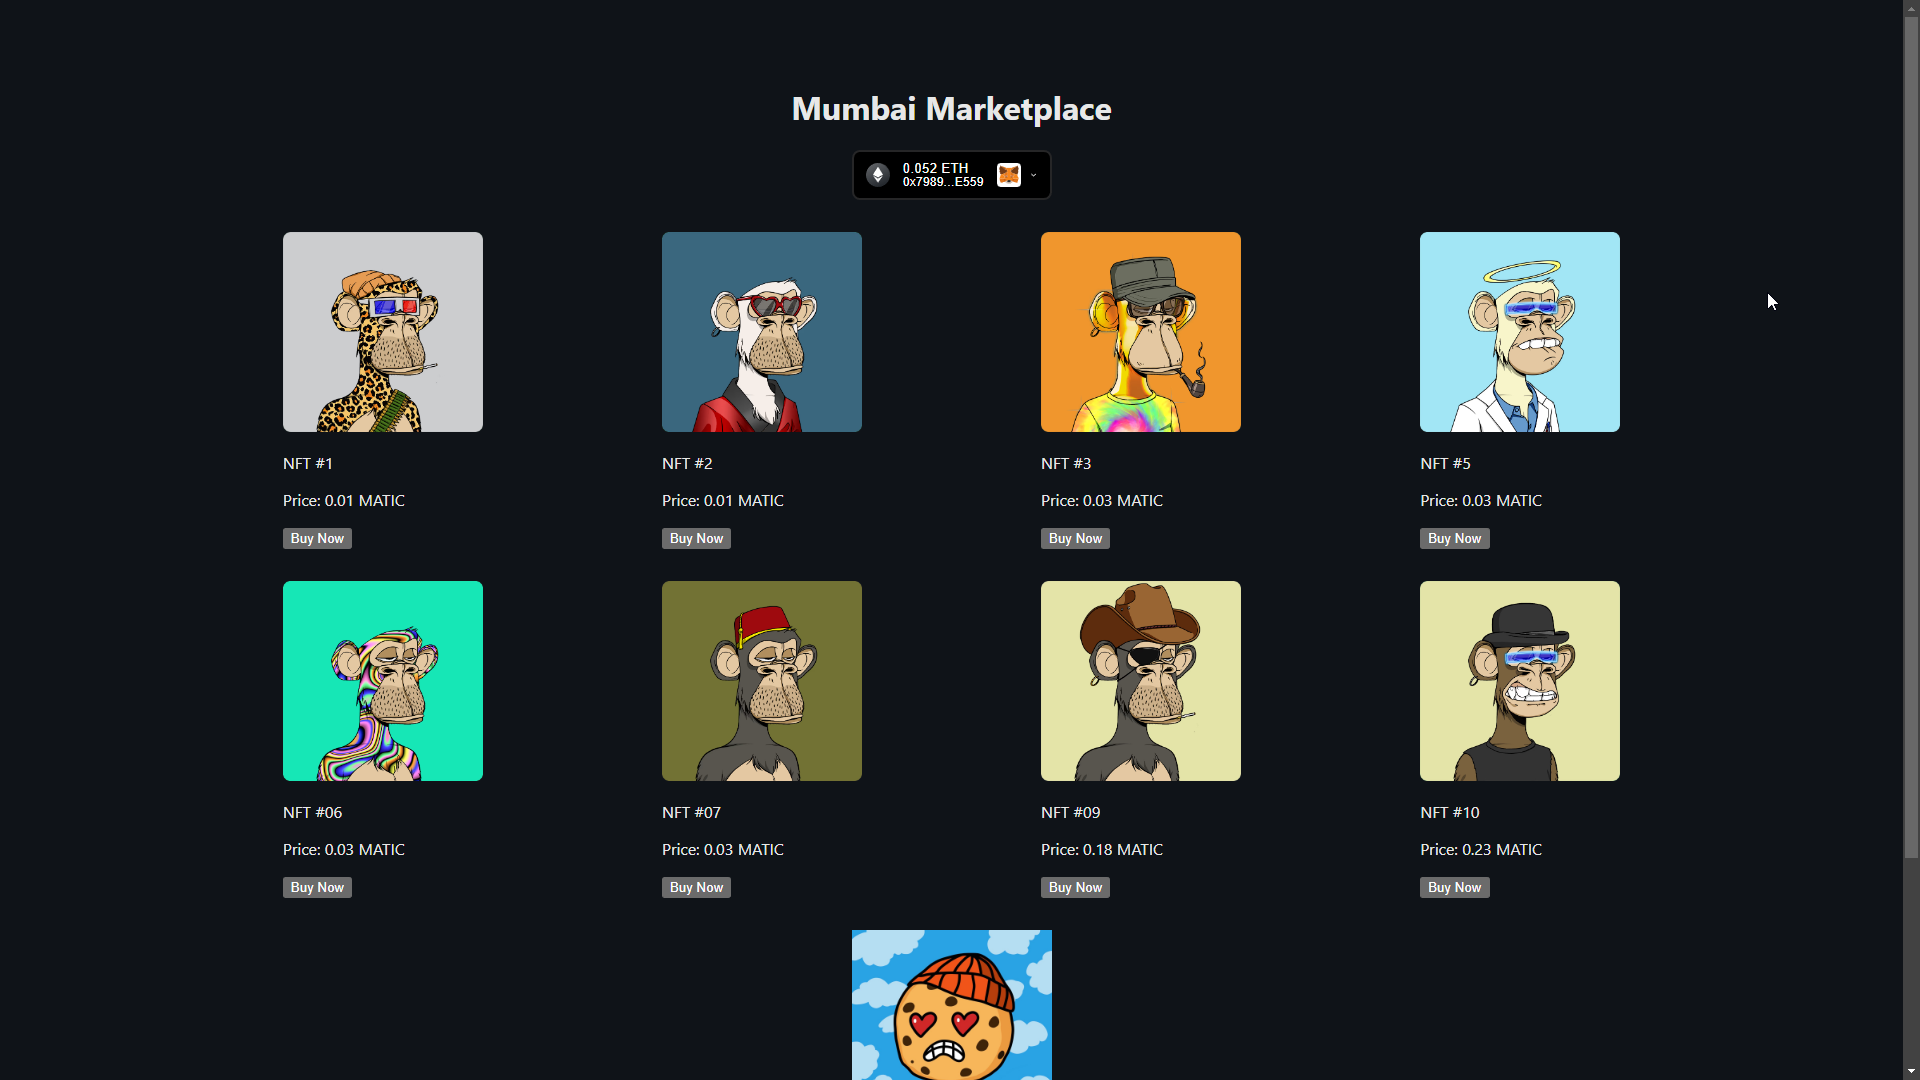 Mumbai Marketplace
0.052 ETH
0x7989...E559
NFT #1
Price: 0.01 MATIC
Buy Now
NFT #2
Price: 0.01 MATIC
Buy Now
NFT #3
Price: 0.03 MATIC
Buy Now
NFT #5
Price: 0.03 MATIC
Buy Now
NFT #06
Price: 0.03 MATIC
Buy Now
NFT #07
Price: 0.03 MATIC
Buy Now
NFT #09
Price: 0.18 MATIC
Buy Now
NFT #10
Price: 0.23 MATIC
Buy Now